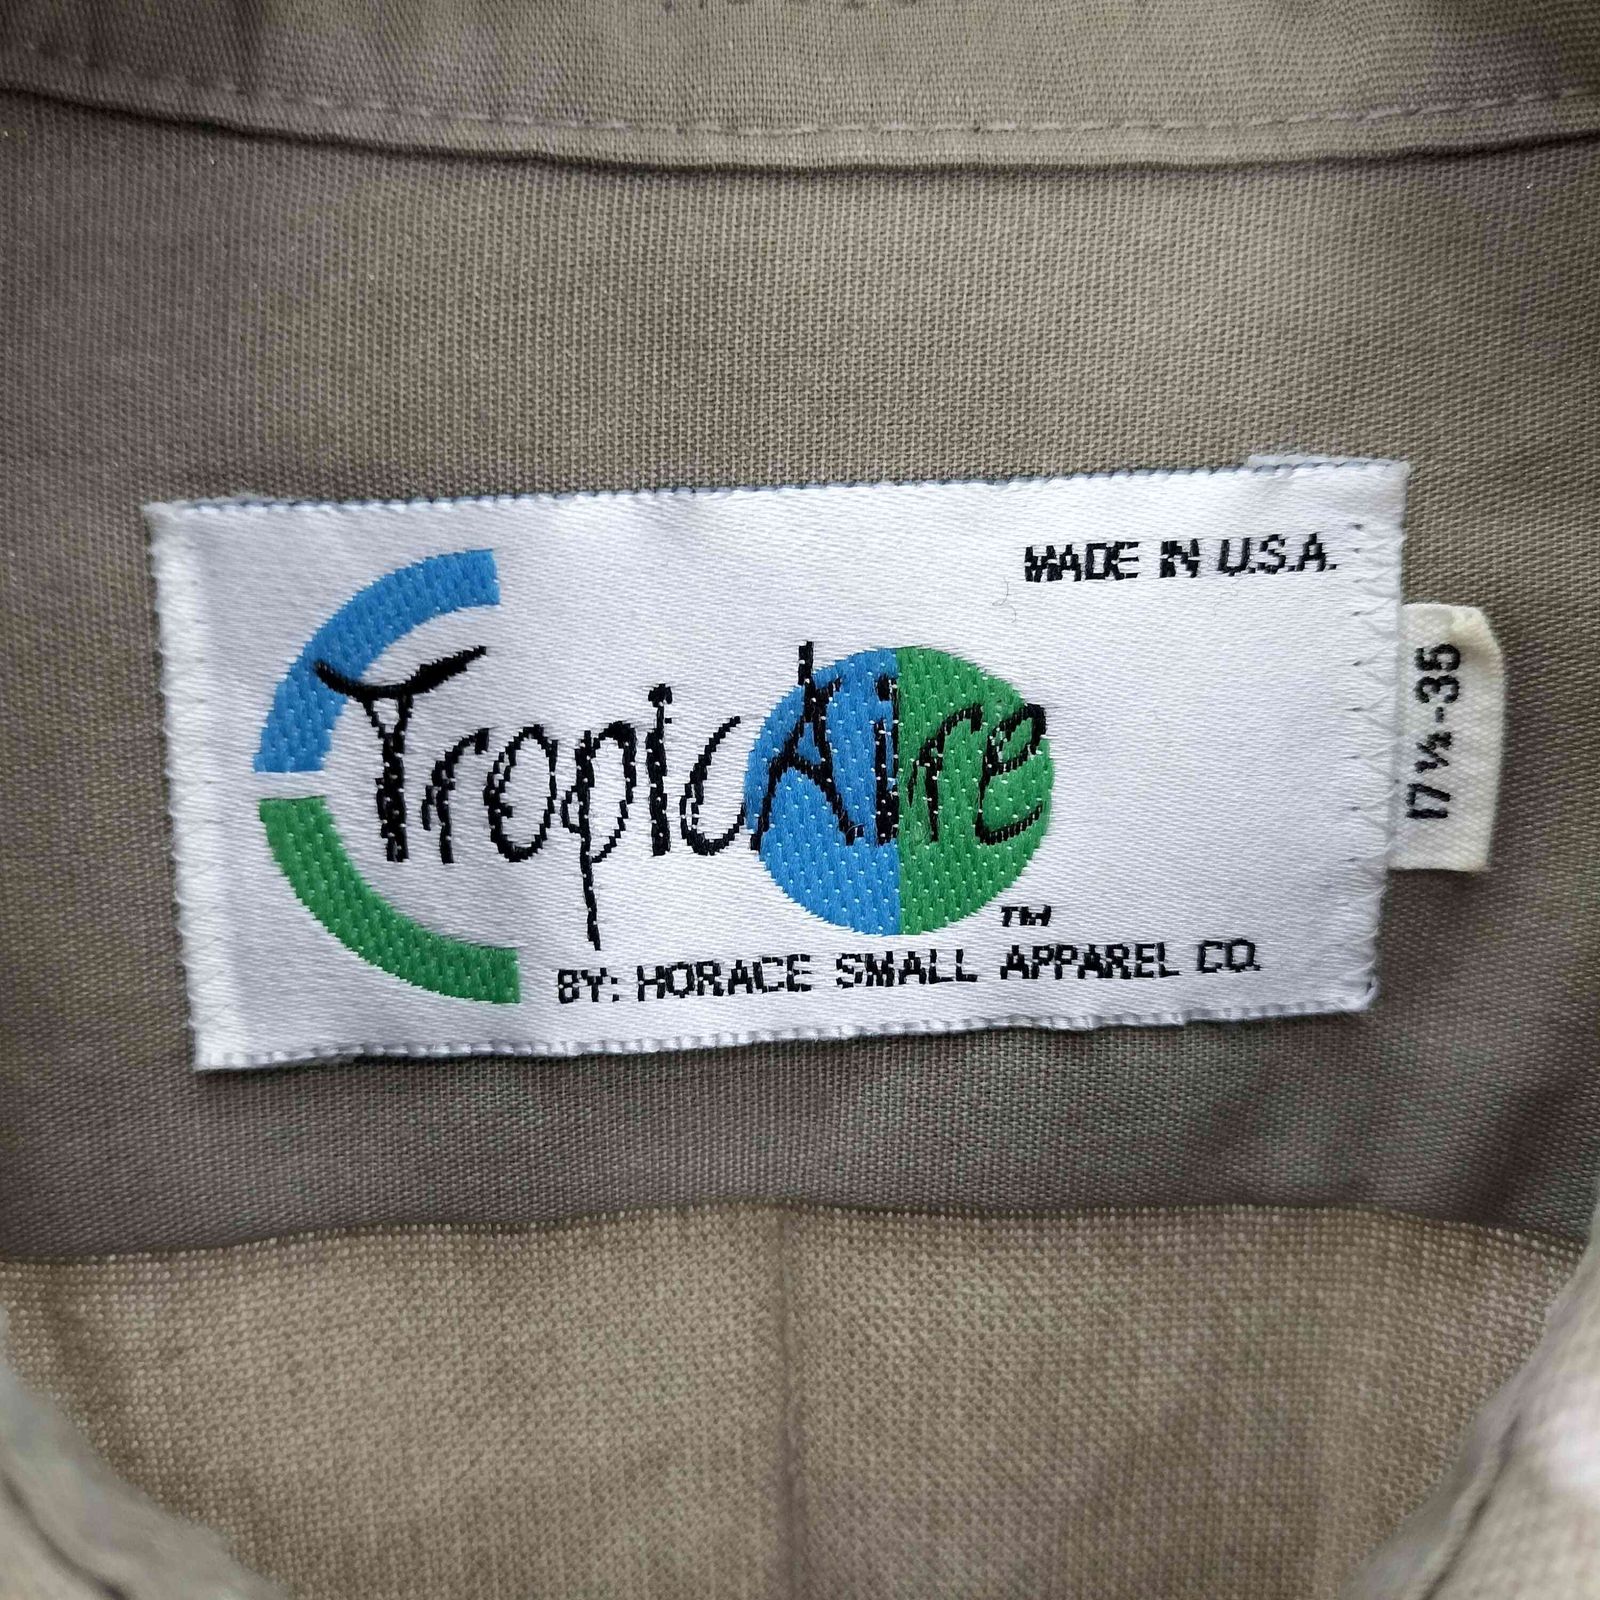 MADE IN U.S.A.
TropicAire
TM
BY: HORACE SMALL APPAREL CO.
17½-35